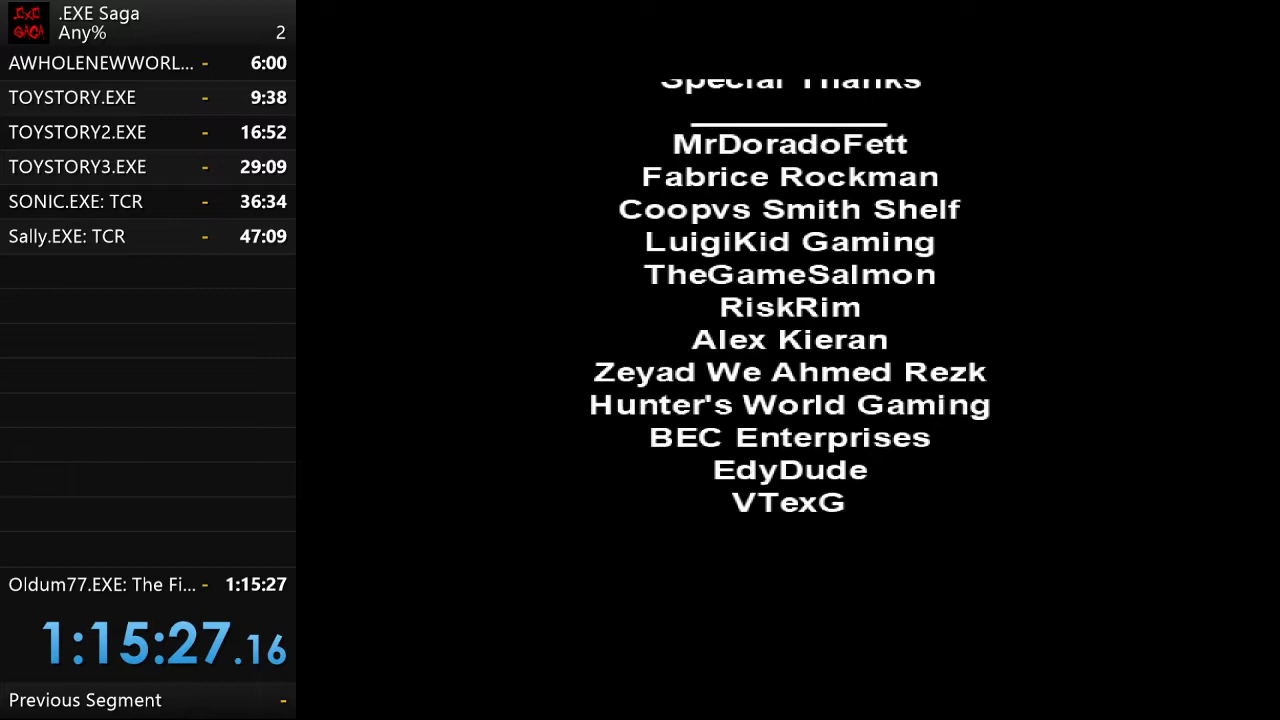 .EXE SAGA
.EXE Saga
Any%
2
AWHOLENEWWORL... - 6:00
TOYSTORY.EXE - 9:38
TOYSTORY2.EXE - 16:52
TOYSTORY3.EXE - 29:09
SONIC.EXE: TCR - 36:34
Sally.EXE: TCR - 47:09
Oldum77.EXE: The Fi... - 1:15:27
1:15:27.16
Previous Segment -
Special Thanks
MrDoradoFett
Fabrice Rockman
Coopvs Smith Shelf
LuigiKid Gaming
TheGameSalmon
RiskRim
Alex Kieran
Zeyad We Ahmed Rezk
Hunter's World Gaming
BEC Enterprises
EdyDude
VTexG